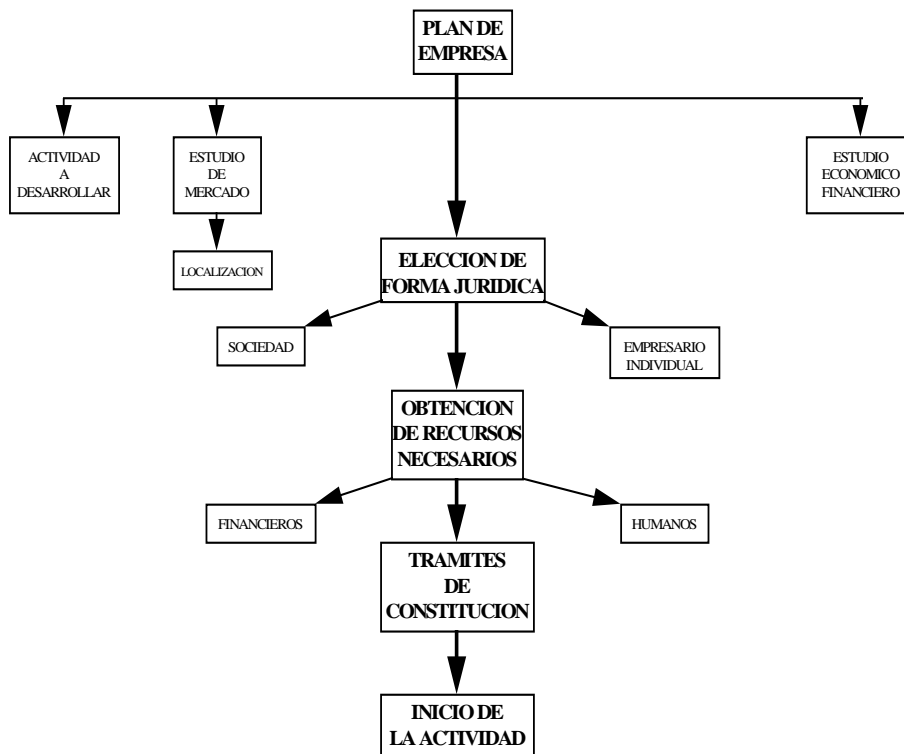 PLAN DE
EMPRESA
ACTIVIDAD
A
DESARROLLAR
ESTUDIO
DE
MERCADO
ESTUDIO
ECONOMICO
FINANCIERO
LOCALIZACION
ELECCION DE
FORMA JURIDICA
SOCIEDAD
EMPRESARIO
INDIVIDUAL
OBTENCION
DE RECURSOS
NECESARIOS
FINANCIEROS
HUMANOS
TRAMITES
DE
CONSTITUCION
INICIO DE
LA ACTIVIDAD